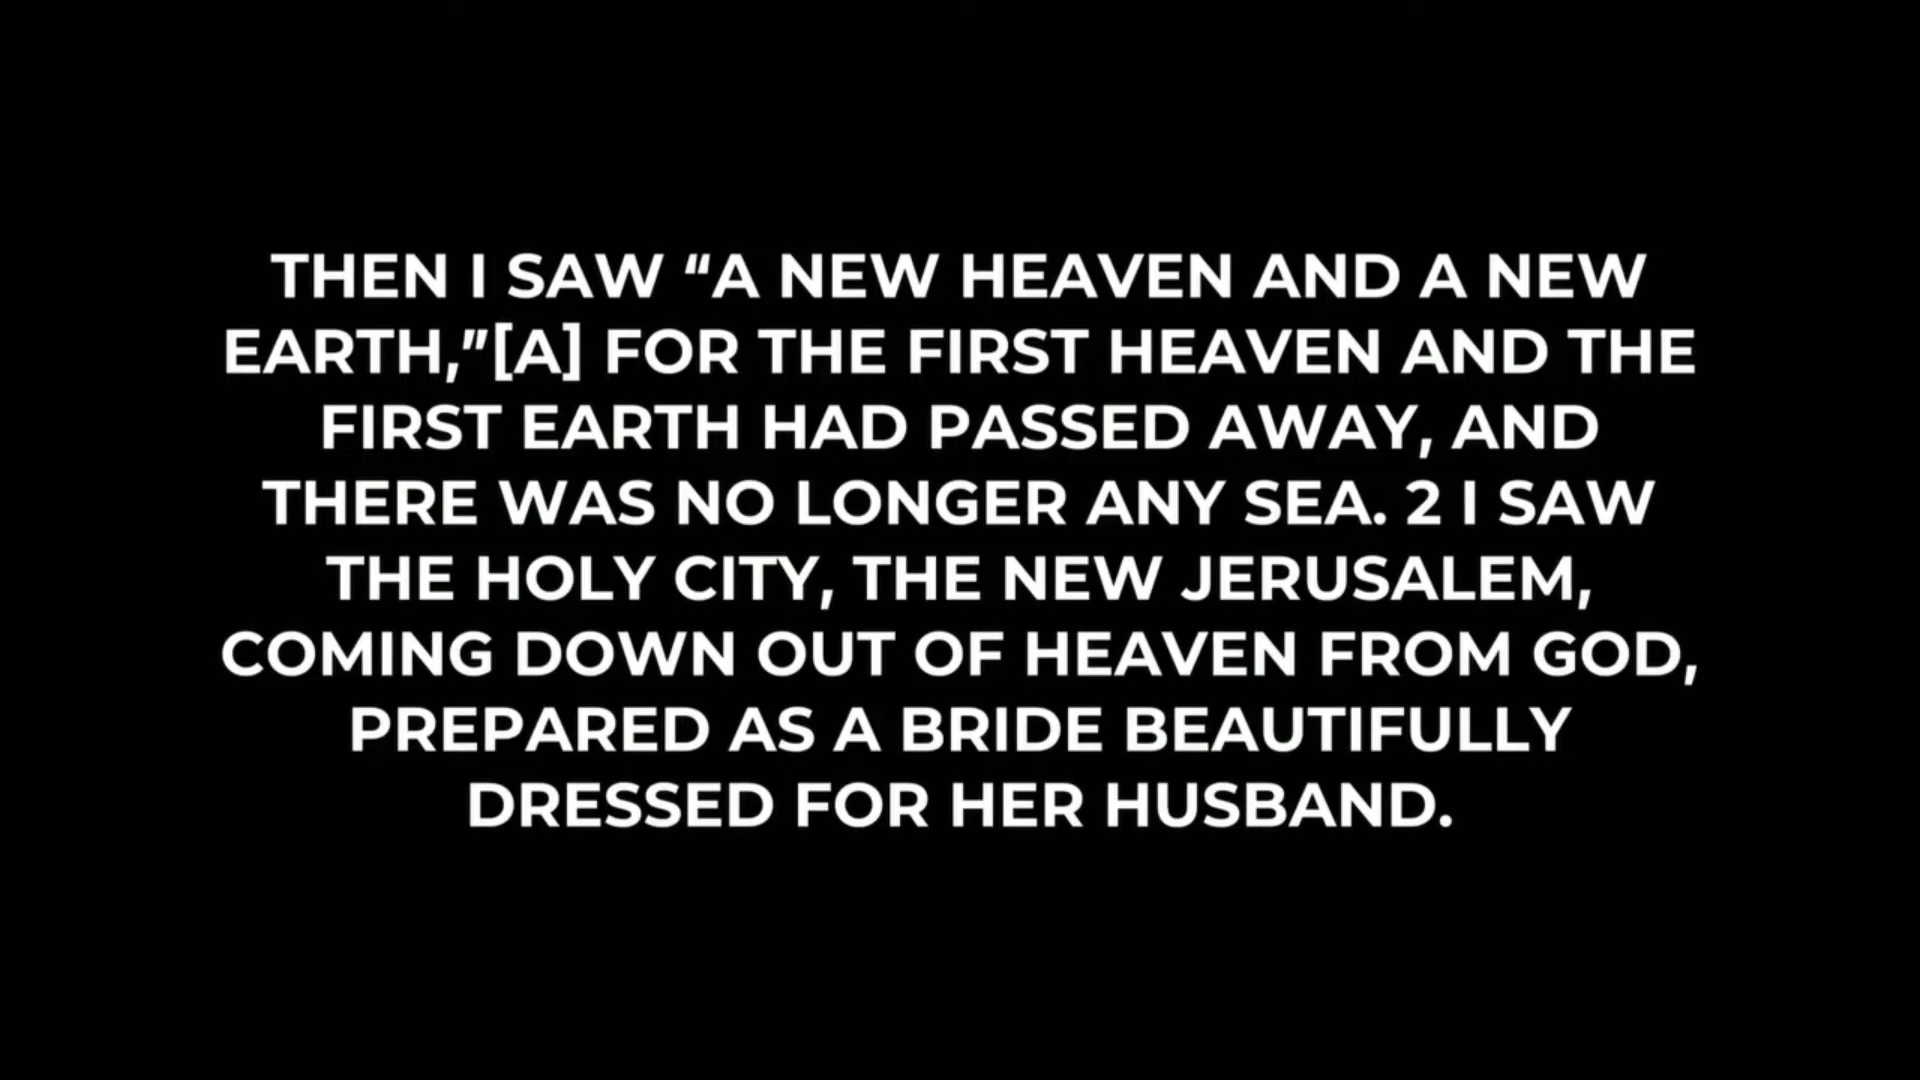 THEN I SAW “A NEW HEAVEN AND A NEW
EARTH,”[A] FOR THE FIRST HEAVEN AND THE
FIRST EARTH HAD PASSED AWAY, AND
THERE WAS NO LONGER ANY SEA. 2 I SAW
THE HOLY CITY, THE NEW JERUSALEM,
COMING DOWN OUT OF HEAVEN FROM GOD,
PREPARED AS A BRIDE BEAUTIFULLY
DRESSED FOR HER HUSBAND.